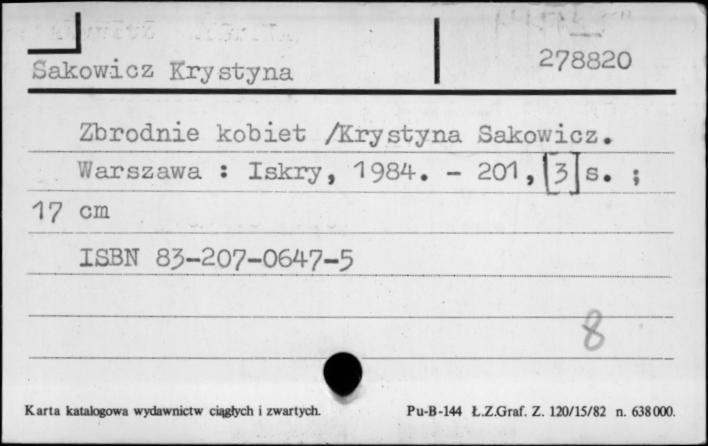 Sakowicz Krystyna 278820
Zbrodnie kobiet /Krystyna Sakowicz.
Warszawa : Iskry, 1984. - 201, [3] s. ;
17 cm
ISBN 83-207-0647-5
8
Karta katalogowa wydawnictw ciągłych i zwartych. Pu-B-144 Ł.Z.Graf. Z. 120/15/82 n. 638000.